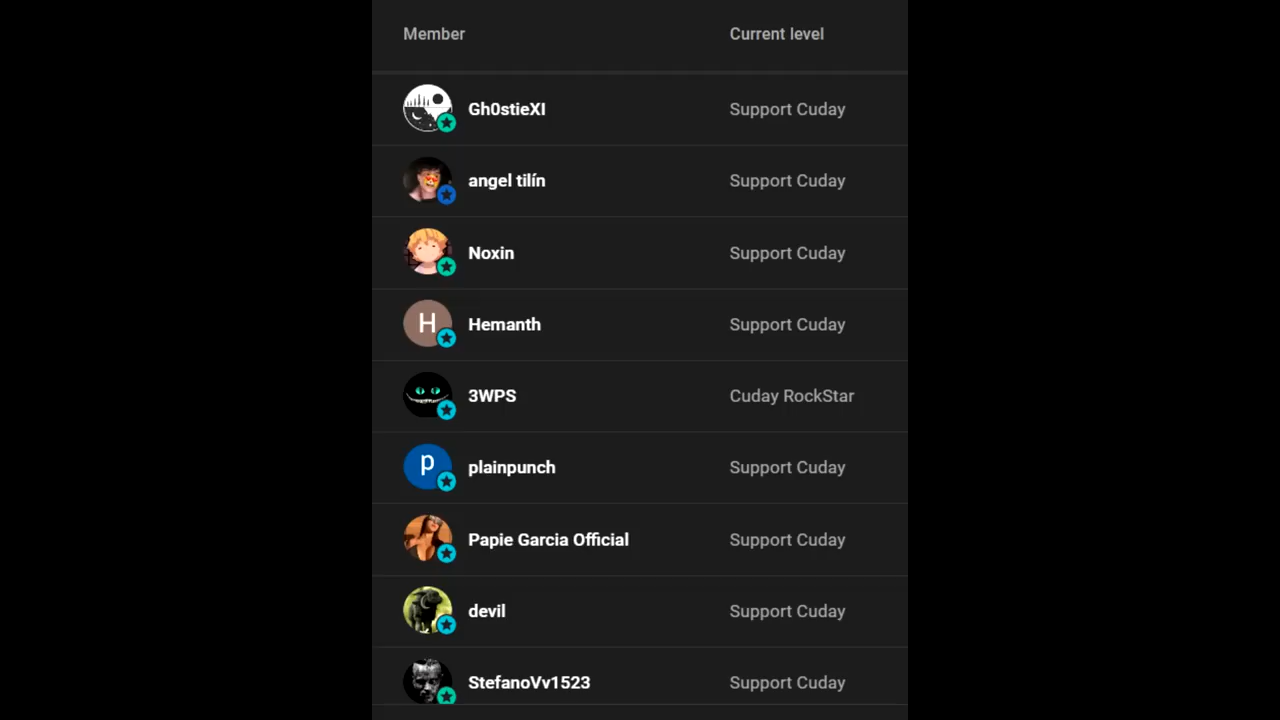 Member Current level
Gh0stieXI Support Cuday
angel tilín Support Cuday
Noxin Support Cuday
H Hemanth Support Cuday
3WPS Cuday RockStar
p plainpunch Support Cuday
Papie Garcia Official Support Cuday
devil Support Cuday
StefanoVv1523 Support Cuday